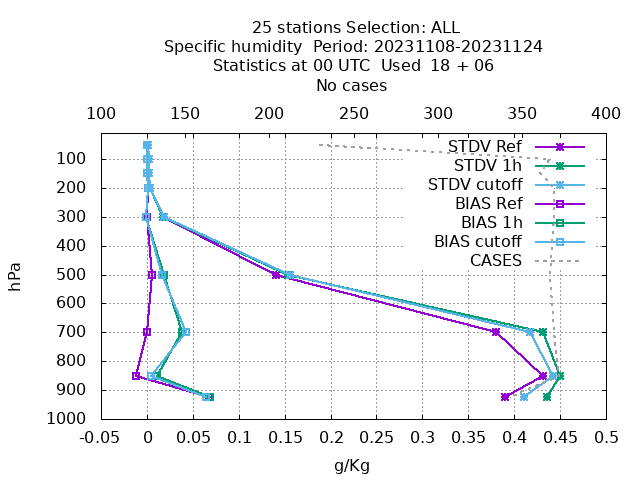 25 stations Selection: ALL
Specific humidity  Period: 20231108-20231124
Statistics at 00 UTC  Used  18 + 06
No cases
100 150 200 250 300 350 400
STDV Ref
STDV 1h
STDV cutoff
BIAS Ref
BIAS 1h
BIAS cutoff
CASES
hPa
100
200
300
400
500
600
700
800
900
1000
-0.05 0 0.05 0.1 0.15 0.2 0.25 0.3 0.35 0.4 0.45 0.5
g/Kg